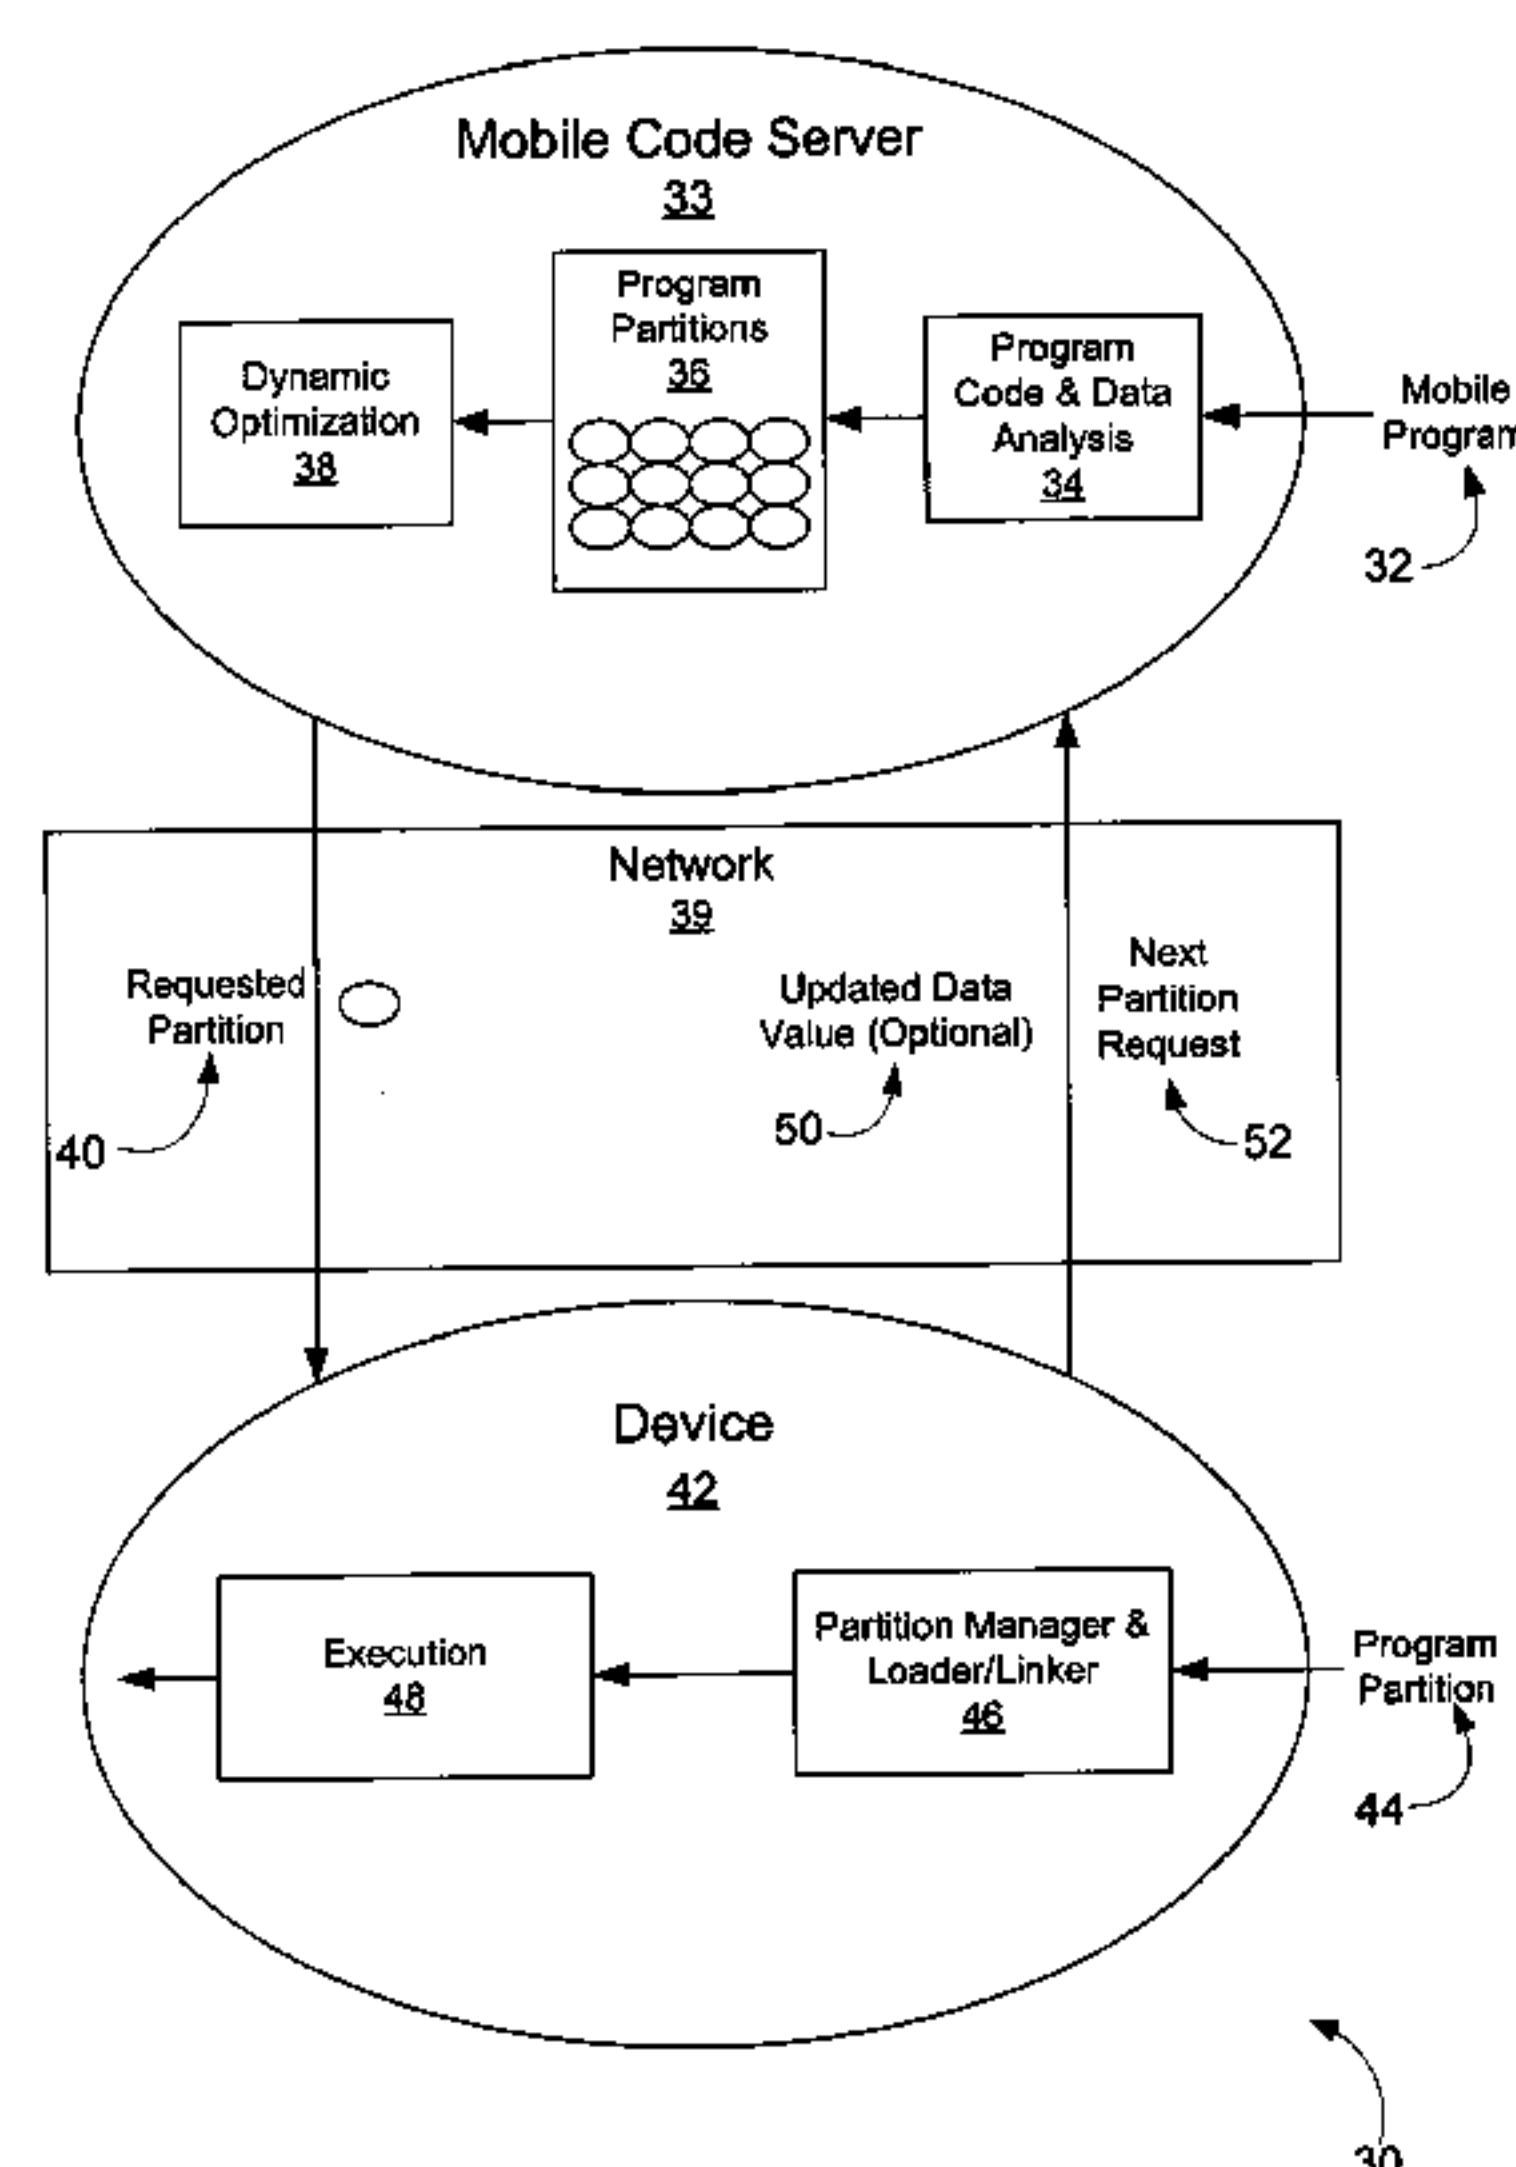 Mobile Code Server
33
Program
Partitions
36
Dynamic
Optimization
38
Program
Code & Data
Analysis
34
Mobile
Program
32
Network
39
Requested
Partition
40
Updated Data
Value (Optional)
50
Next
Partition
Request
52
Device
42
Execution
48
Partition Manager &
Loader/Linker
46
Program
Partition
44
30